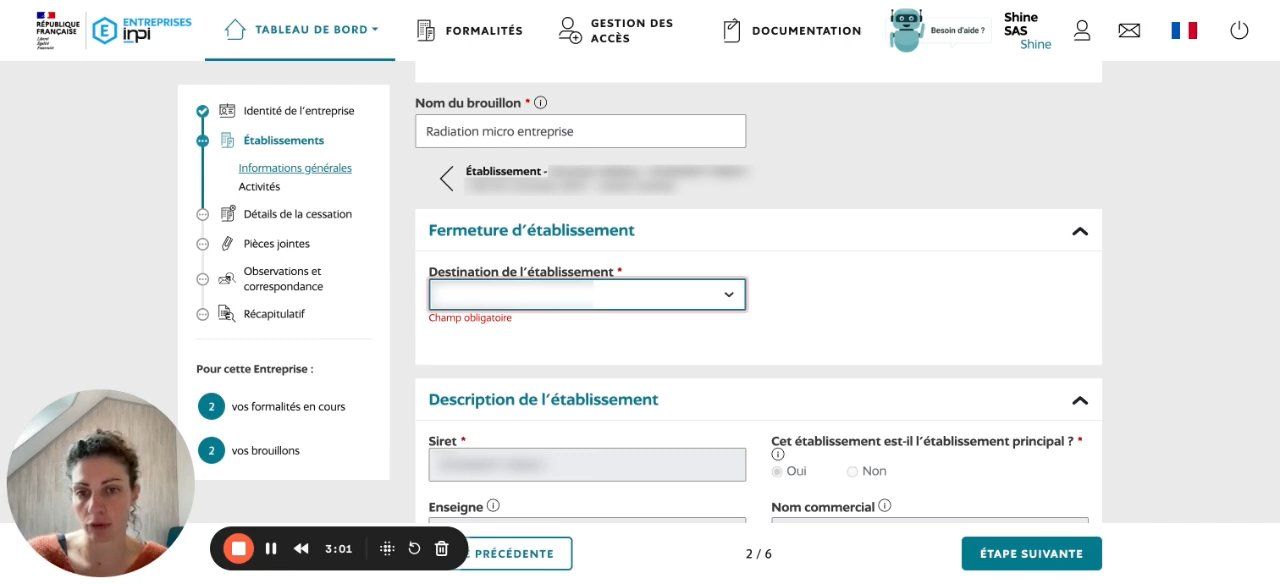 RÉPUBLIQUE
FRANÇAISE
Liberté
Égalité
Fraternité
ENTREPRISES
inpi
TABLEAU DE BORD
FORMALITÉS
GESTION DES
ACCÈS
DOCUMENTATION
Besoin d'aide ?
Shine
SAS
Shine
Identité de l'entreprise
Établissements
Informations générales
Activités
Détails de la cessation
Pièces jointes
Observations et
correspondance
Récapitulatif
Pour cette Entreprise :
2 vos formalités en cours
2 vos brouillons
Nom du brouillon *
Radiation micro entreprise
Établissement -
Fermeture d'établissement
Destination de l'établissement *
Champ obligatoire
Description de l'établissement
Siret *
Cet établissement est-il l'établissement principal ? *
Oui Non
Enseigne
Nom commercial
3:01
PRÉCÉDENTE
2 / 6
ÉTAPE SUIVANTE